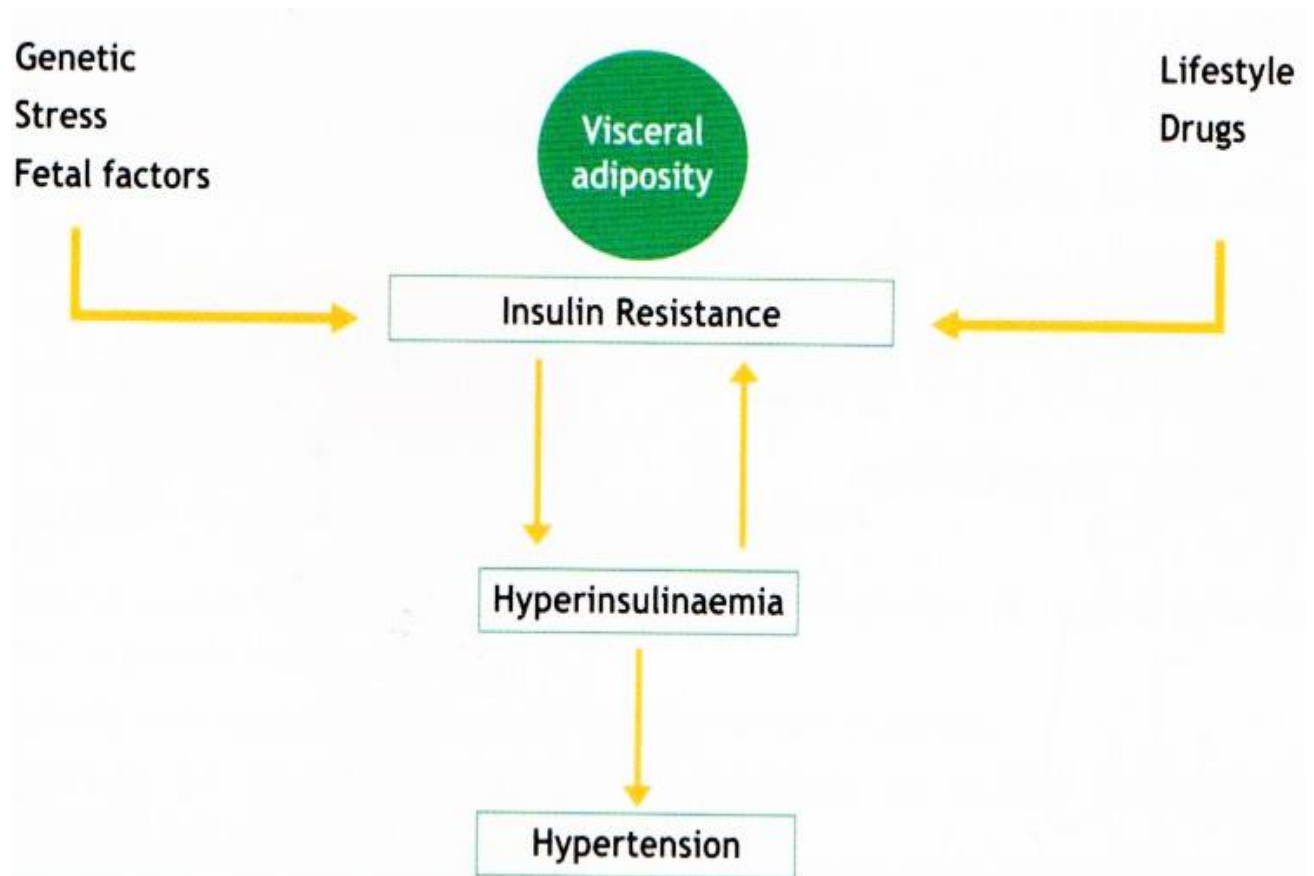 Genetic
Stress
Fetal factors
Visceral
adiposity
Lifestyle
Drugs
Insulin Resistance
Hyperinsulinaemia
Hypertension